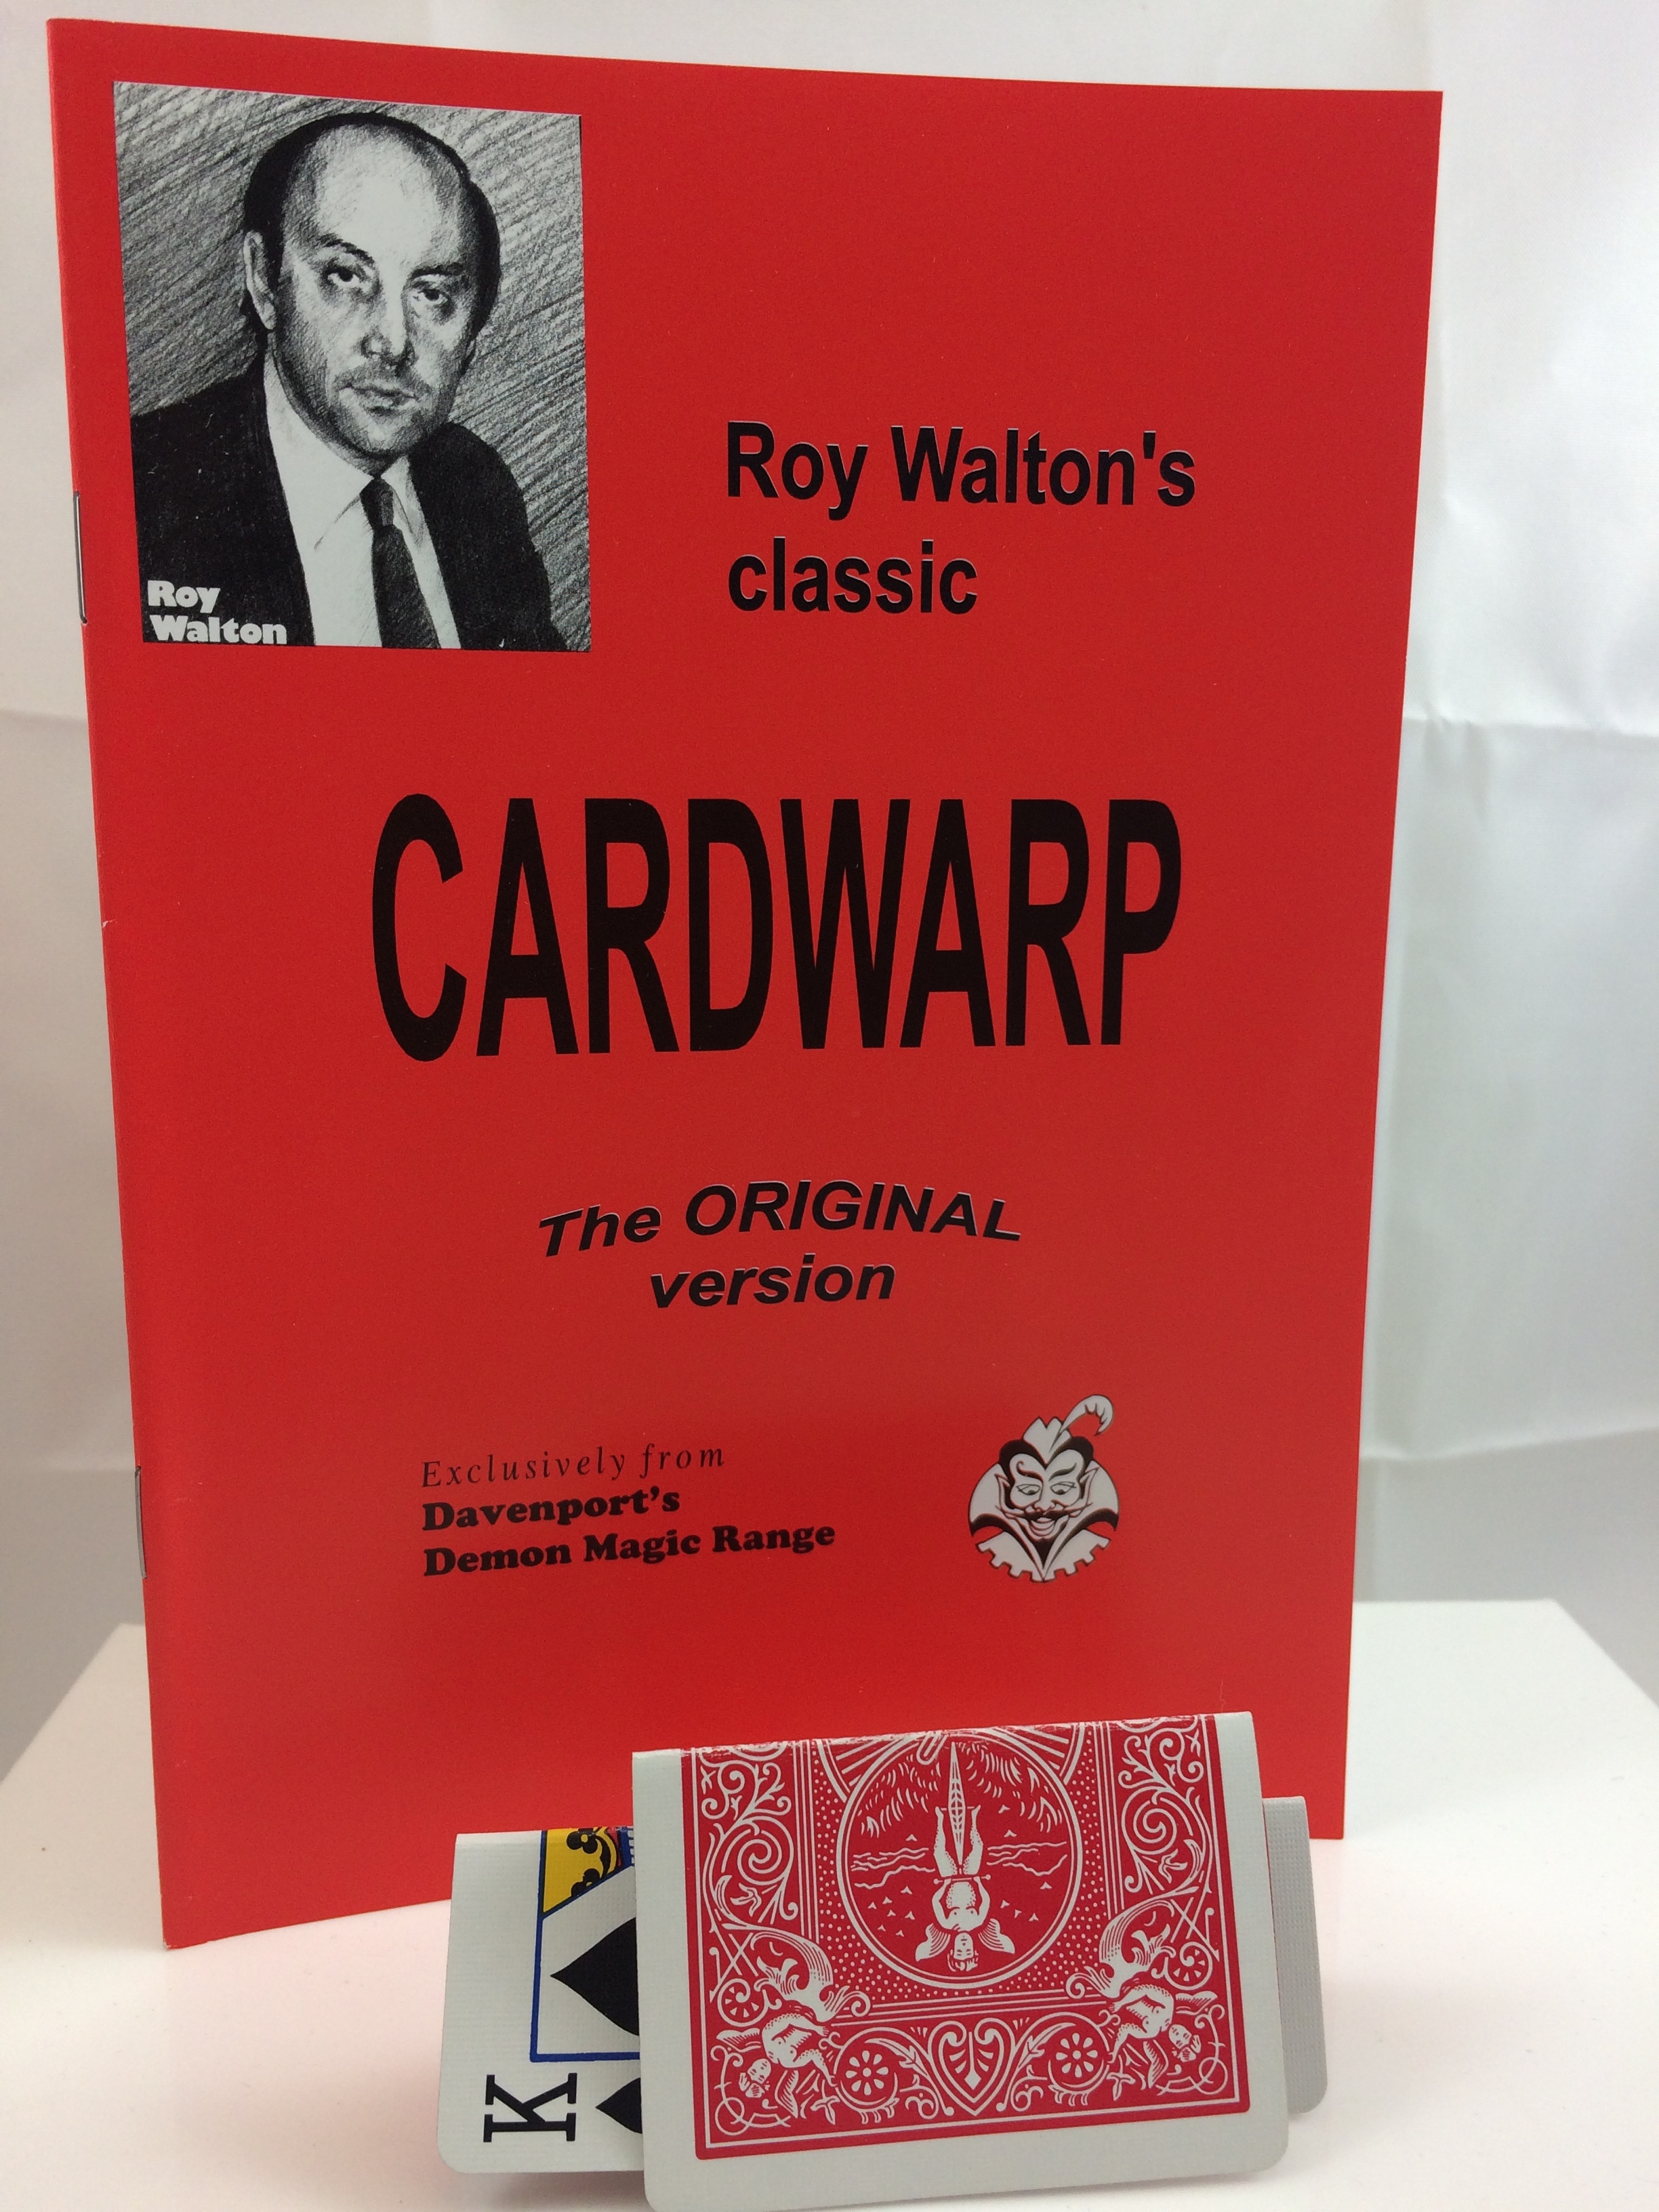 Roy
Walton
Roy Walton's
classic
CARDWARP
The ORIGINAL
version
Exclusively from
Davenport's
Demon Magic Range
K